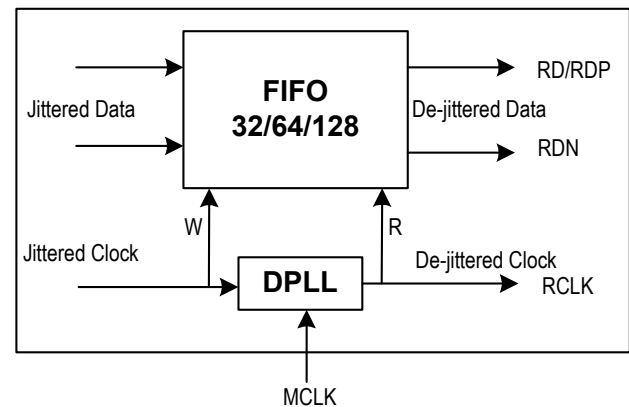 RD/RDP
FIFO
32/64/128
Jittered Data
De-jittered Data
RDN
W
R
Jittered Clock
De-jittered Clock
DPLL
RCLK
MCLK